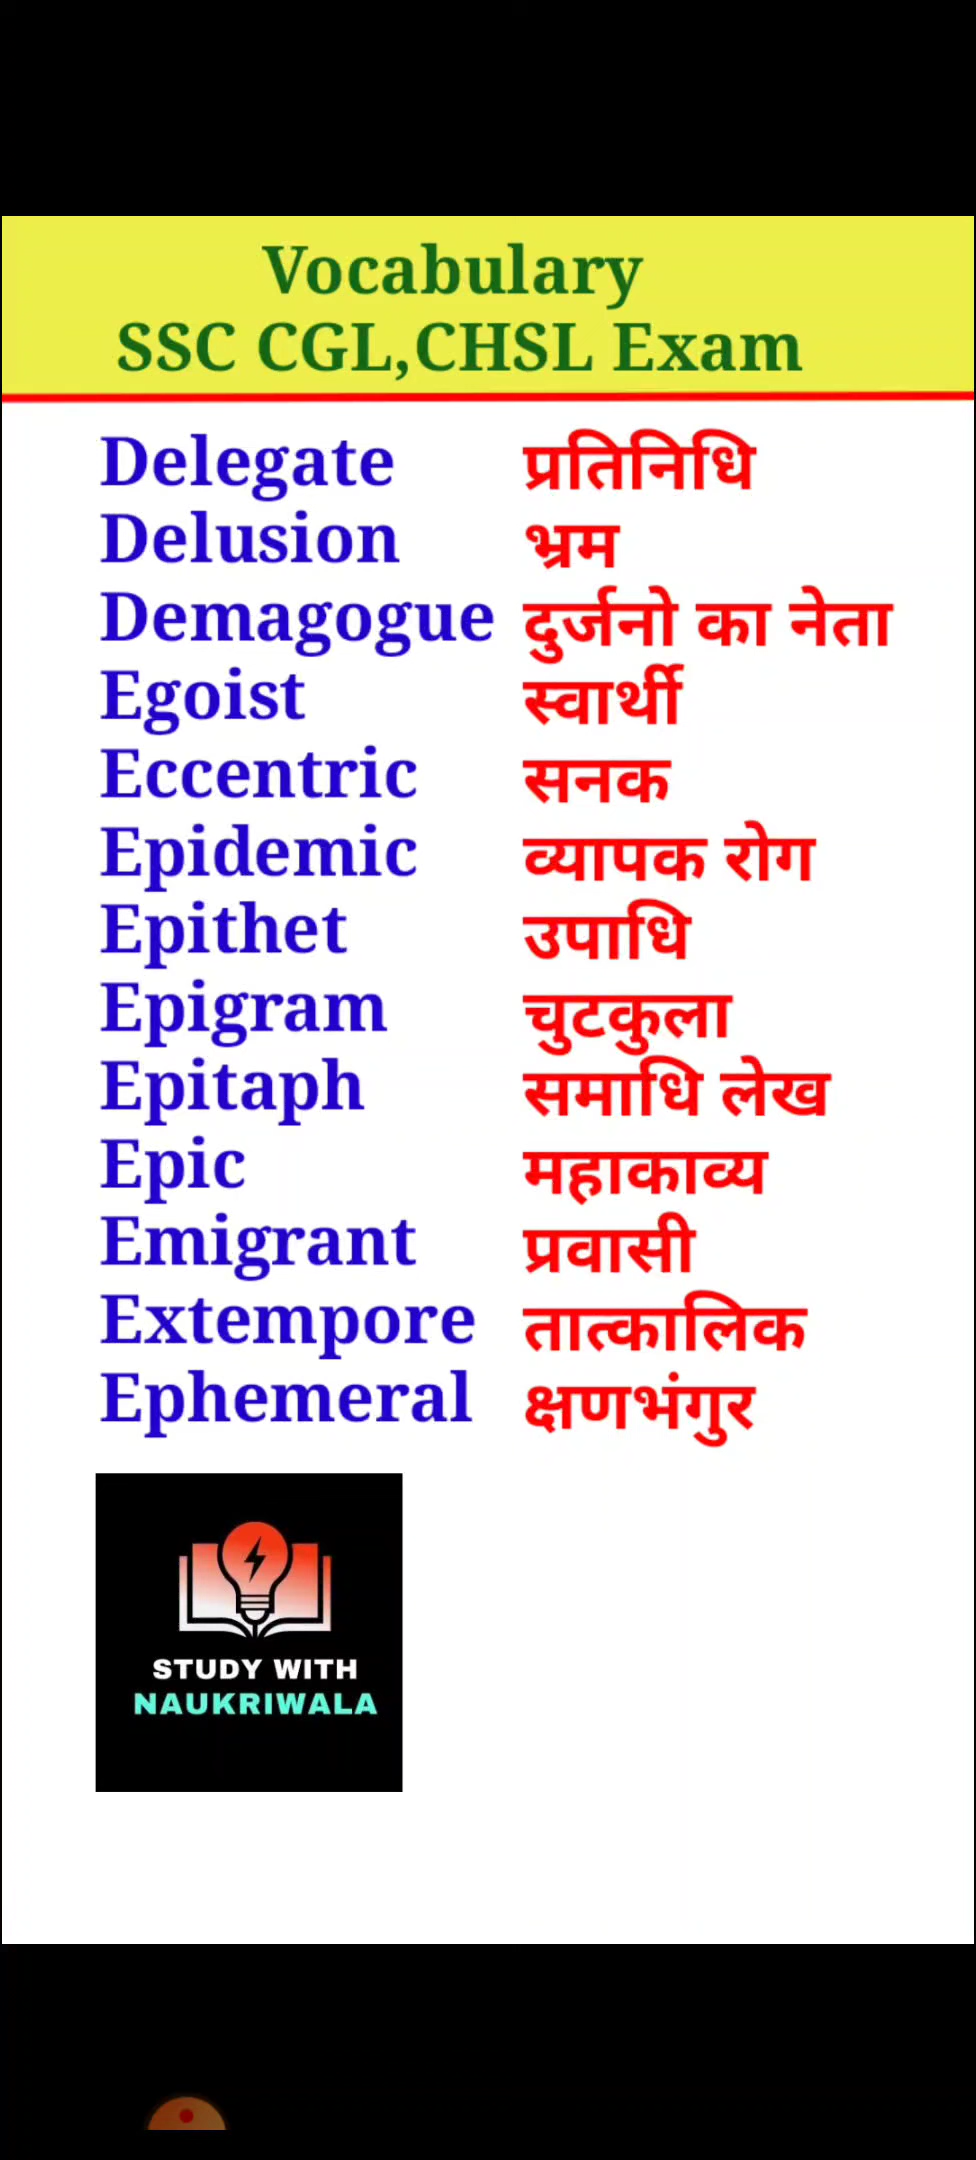 Vocabulary
SSC CGL,CHSL Exam
Delegate प्रतिनिधि
Delusion भ्रम
Demagogue दुर्जनो का नेता
Egoist स्वार्थी
Eccentric सनक
Epidemic व्यापक रोग
Epithet उपाधि
Epigram चुटकुला
Epitaph समाधि लेख
Epic महाकाव्य
Emigrant प्रवासी
Extempore तात्कालिक
Ephemeral क्षणभंगुर
STUDY WITH
NAUKRIWALA